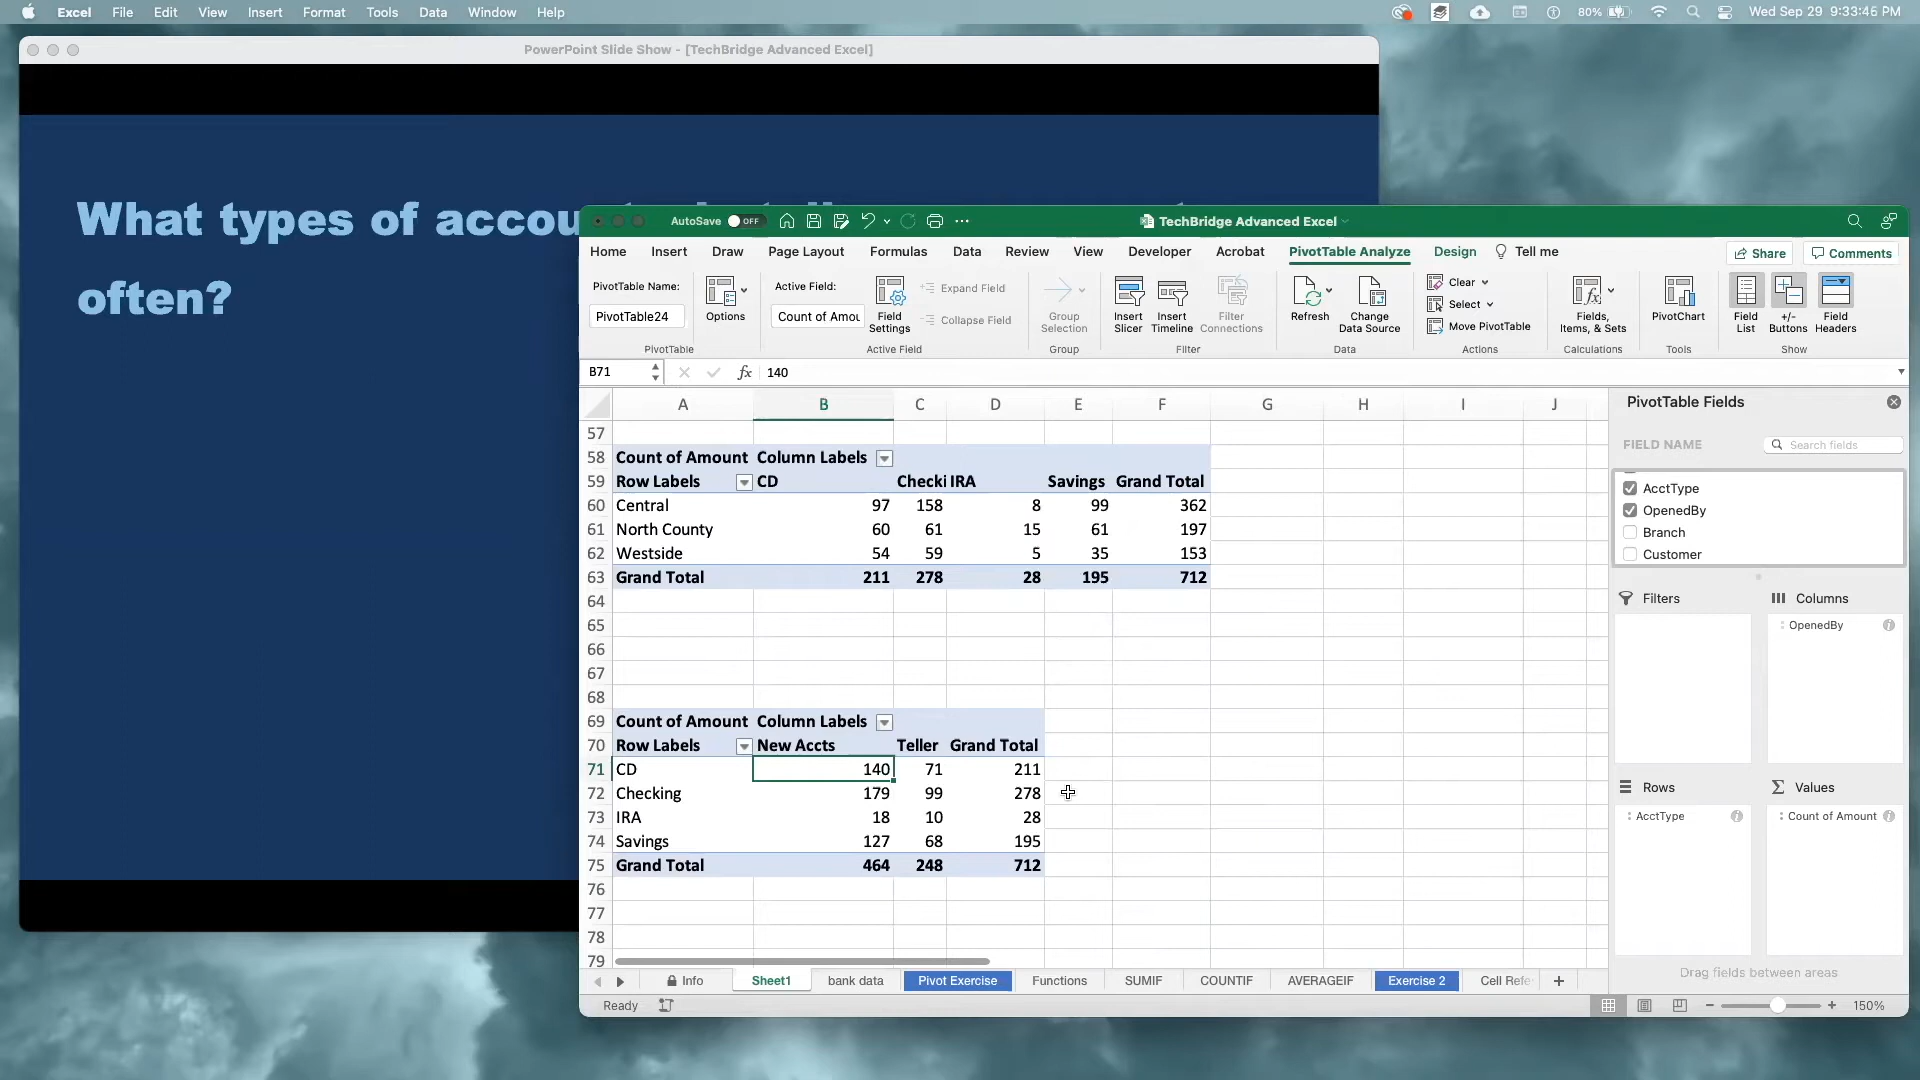 Excel File Edit View Insert Format Tools Data Window Help 80% Wed Sep 29 9:33:45 PM
PowerPoint Slide Show - [TechBridge Advanced Excel]
What types of accou
often?
AutoSave OFF TechBridge Advanced Excel
Home Insert Draw Page Layout Formulas Data Review View Developer Acrobat PivotTable Analyze Design Tell me Share Comments
PivotTable Name: Active Field: Expand Field Clear
PivotTable24 Options Count of Amou Field Settings Collapse Field Group Selection Insert Slicer Insert Timeline Filter Connections Refresh Change Data Source Select Move PivotTable Fields, Items, & Sets PivotChart Field List +/- Buttons Field Headers
PivotTable Active Field Group Filter Data Actions Calculations Tools Show
B71 fx 140
A B C D E F G H I J
57
58 Count of Amount Column Labels
59 Row Labels CD Checki IRA Savings Grand Total
60 Central 97 158 8 99 362
61 North County 60 61 15 61 197
62 Westside 54 59 5 35 153
63 Grand Total 211 278 28 195 712
64
65
66
67
68
69 Count of Amount Column Labels
70 Row Labels New Accts Teller Grand Total
71 CD 140 71 211
72 Checking 179 99 278
73 IRA 18 10 28
74 Savings 127 68 195
75 Grand Total 464 248 712
76
77
78
79
PivotTable Fields
FIELD NAME Search fields
AcctType
OpenedBy
Branch
Customer
Filters Columns
OpenedBy
Rows Values
AcctType Count of Amount
Drag fields between areas
Info Sheet1 bank data Pivot Exercise Functions SUMIF COUNTIF AVERAGEIF Exercise 2 Cell Refe +
Ready 150%